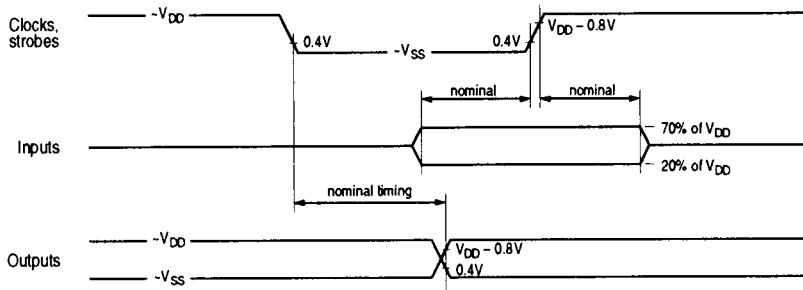 Clocks,
strobes
~VDD
0.4V
~VSS
0.4V
VDD – 0.8V
nominal
nominal
Inputs
70% of VDD
20% of VDD
nominal timing
Outputs
~VDD
VDD – 0.8V
~VSS
0.4V